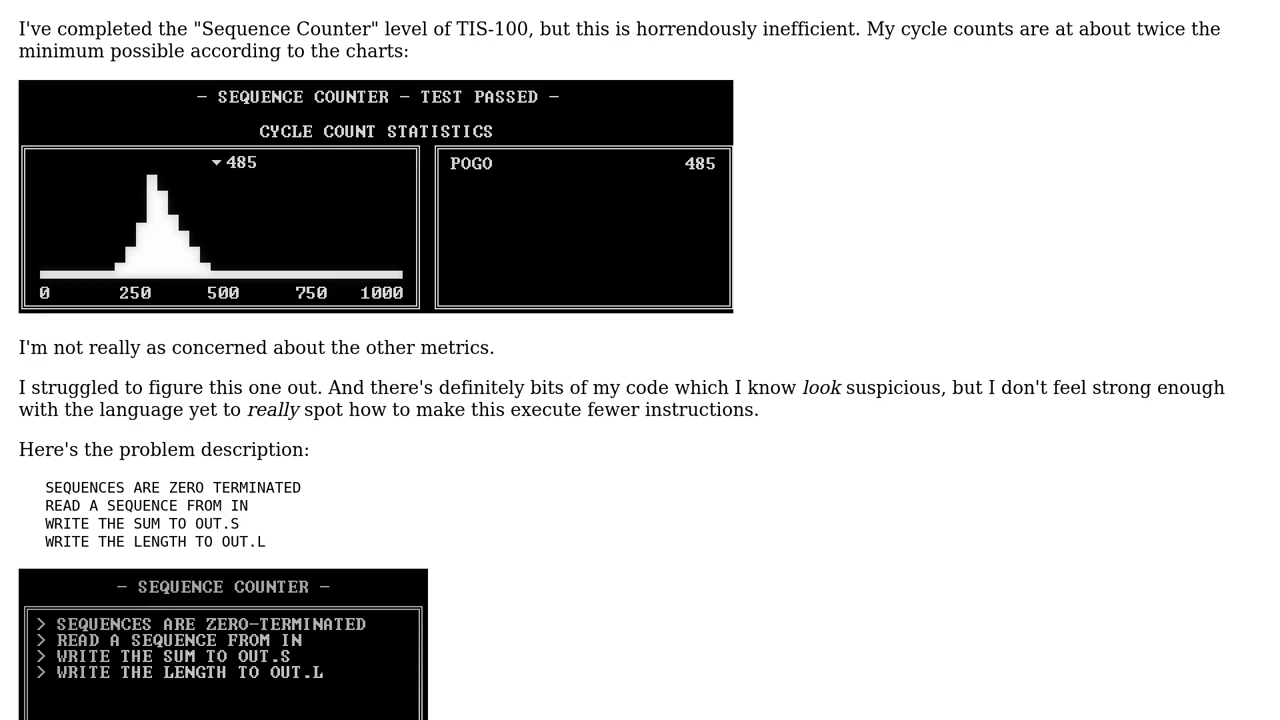 I've completed the "Sequence Counter" level of TIS-100, but this is horrendously inefficient. My cycle counts are at about twice the
minimum possible according to the charts:
— SEQUENCE COUNTER — TEST PASSED —
CYCLE COUNT STATISTICS
485
POGO 485
0 250 500 750 1000
I'm not really as concerned about the other metrics.
I struggled to figure this one out. And there's definitely bits of my code which I know look suspicious, but I don't feel strong enough
with the language yet to really spot how to make this execute fewer instructions.
Here's the problem description:
SEQUENCES ARE ZERO TERMINATED
READ A SEQUENCE FROM IN
WRITE THE SUM TO OUT.S
WRITE THE LENGTH TO OUT.L
— SEQUENCE COUNTER —
> SEQUENCES ARE ZERO-TERMINATED
> READ A SEQUENCE FROM IN
> WRITE THE SUM TO OUT.S
> WRITE THE LENGTH TO OUT.L